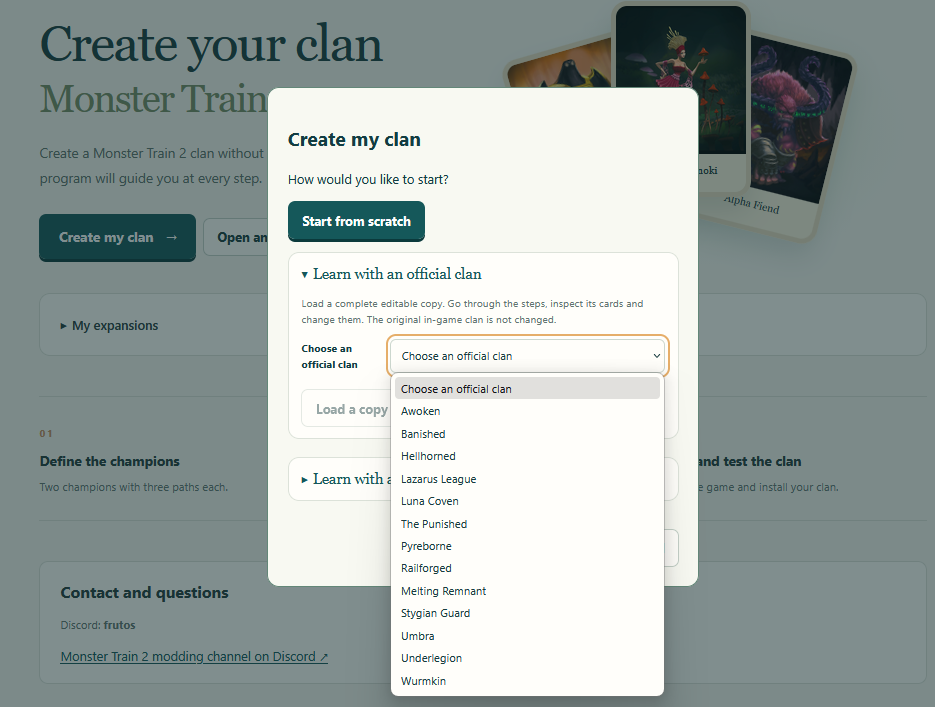 Create your clan
Monster Train
Create a Monster Train 2 clan without
program will guide you at every step.
Create my clan →
Open an
noki
Alpha Fiend
▸ My expansions
01
Define the champions
Two champions with three paths each.
and test the clan
e game and install your clan.
Contact and questions
Discord: frutos
Monster Train 2 modding channel on Discord ↗
Create my clan
How would you like to start?
Start from scratch
▾ Learn with an official clan
Load a complete editable copy. Go through the steps, inspect its cards and
change them. The original in-game clan is not changed.
Choose an
official clan
Choose an official clan
Load a copy
▸ Learn with a
Choose an official clan
Awoken
Banished
Hellhorned
Lazarus League
Luna Coven
The Punished
Pyreborne
Railforged
Melting Remnant
Stygian Guard
Umbra
Underlegion
Wurmkin